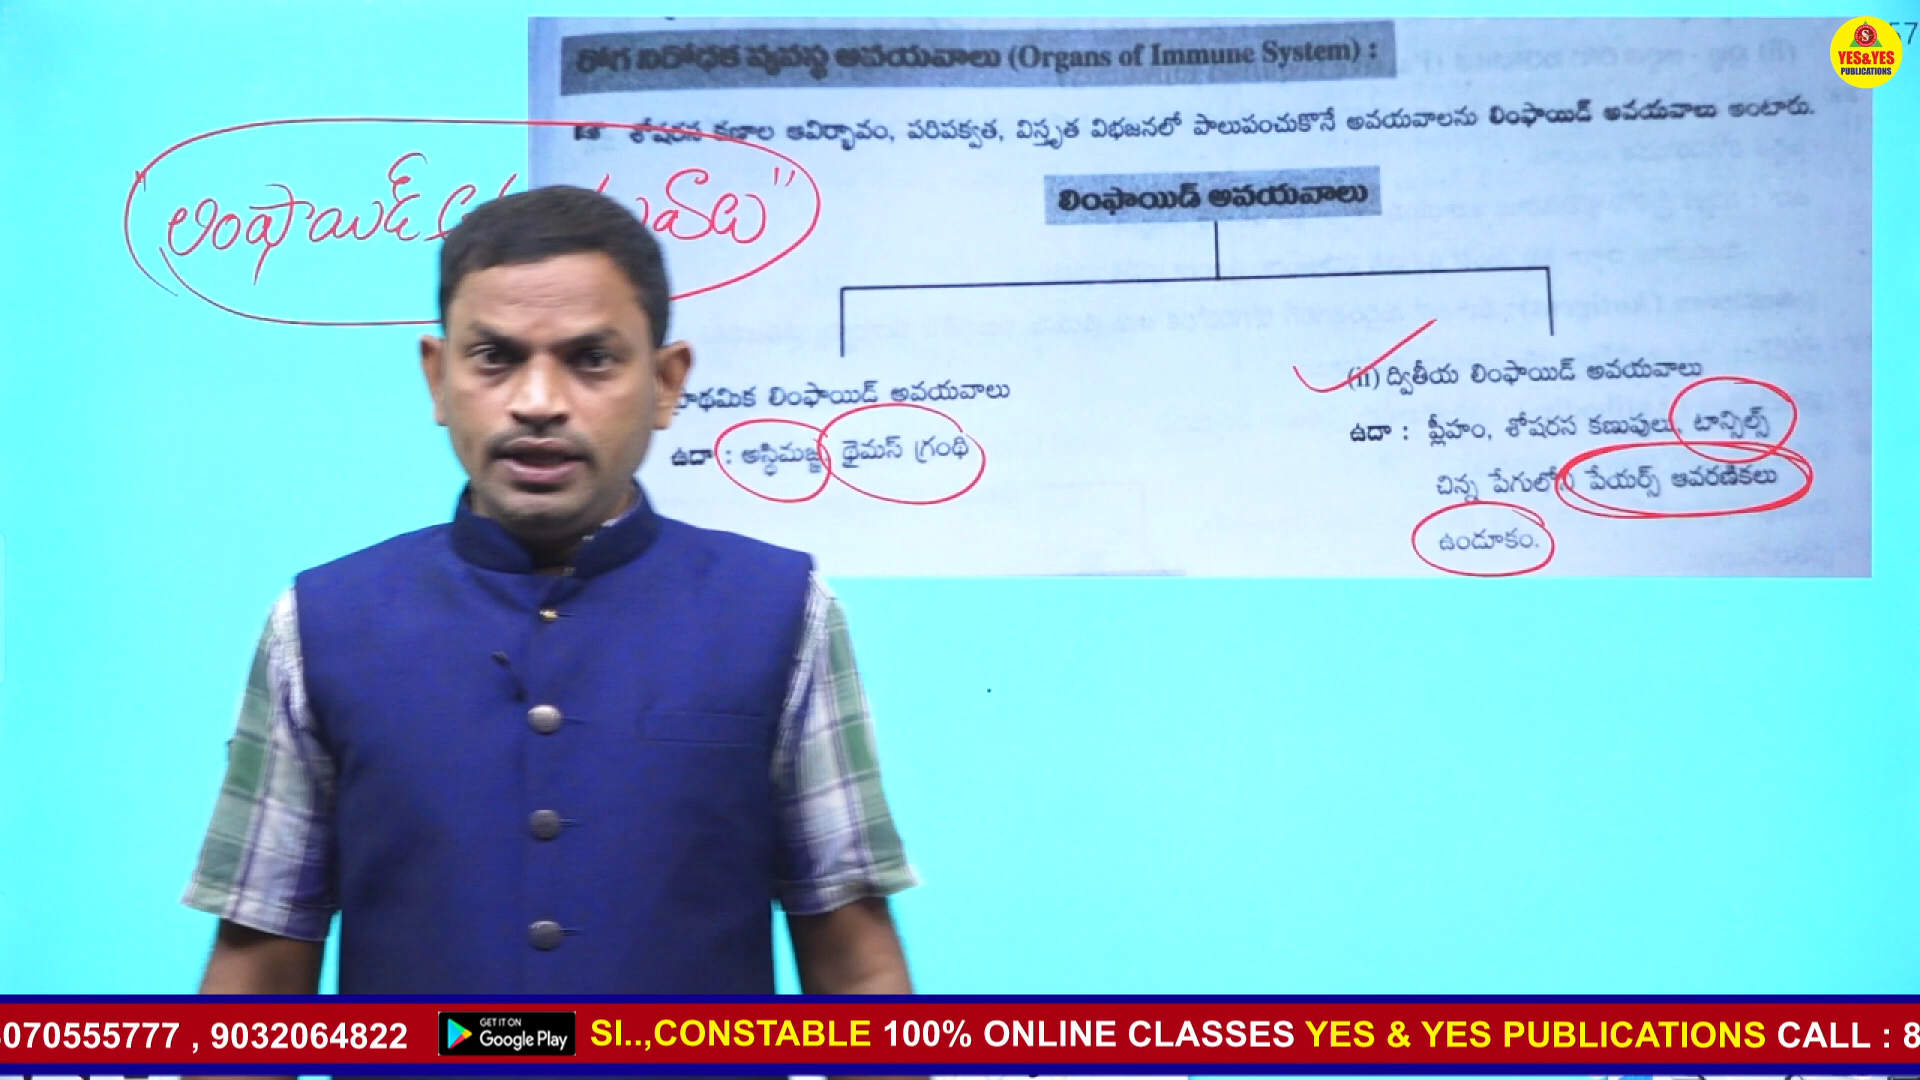 రోగ నిరోధక వ్యవస్థ అవయవాలు (Organs of Immune System) :
57
YES&YES
PUBLICATIONS
శోషరస కణాల ఆవిర్భావం, పరిపక్వత, విస్తృత విభజనలో పాలుపంచుకొనే అవయవాలను లింఫాయిడ్ అవయవాలు అంటారు.
"లింఫాయిడ్ వాలు"
లింఫాయిడ్ అవయవాలు
లింఫాయిడ్ అవయవాలు
(ii) ద్వితీయ లింఫాయిడ్ అవయవాలు
ఉదా : అస్థిమజ్జ, థైమస్ గ్రంథి
ఉదా : ప్లీహం, శోషరస కణుపులు, టాన్సిల్స్
చిన్న పేగులోని పేయర్స్ ఆవరణికలు
ఉండూకం.
070555777 , 9032064822 GET IT ON Google Play SI..,CONSTABLE 100% ONLINE CLASSES YES & YES PUBLICATIONS CALL : 8